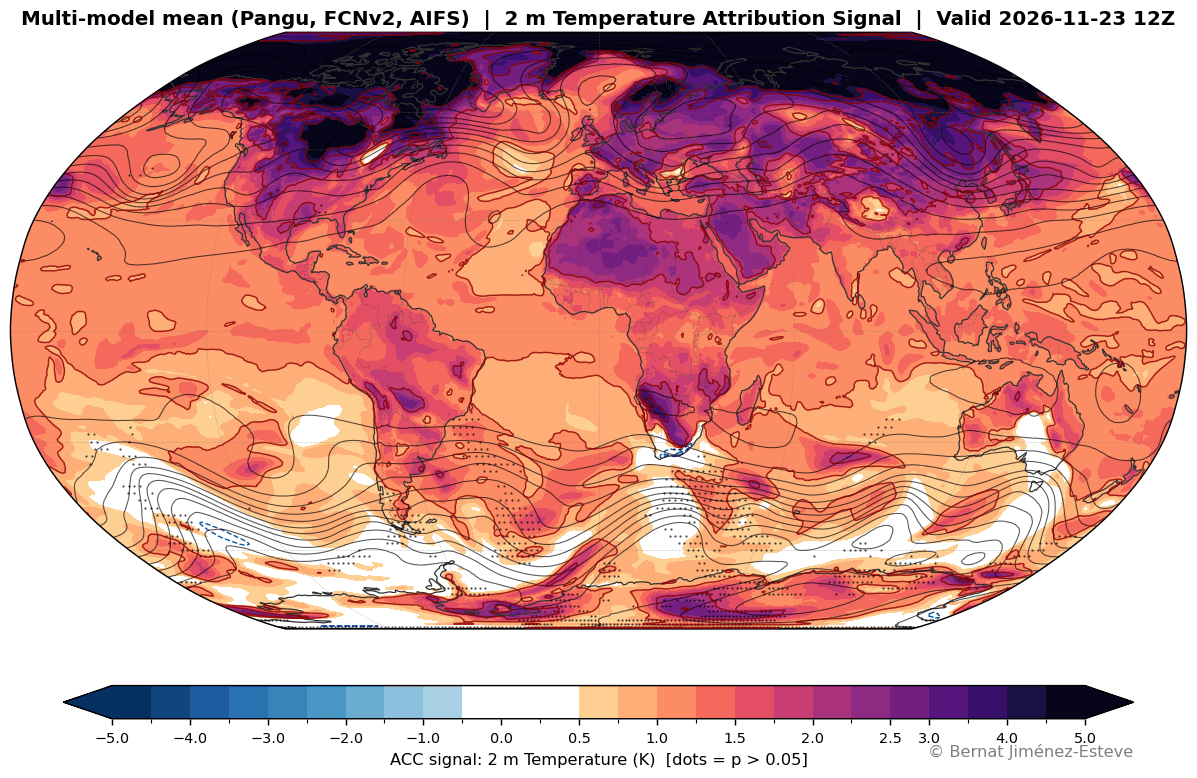 Multi-model mean (Pangu, FCNv2, AIFS)  |  2 m Temperature Attribution Signal  |  Valid 2026-11-23 12Z
−5.0 −4.0 −3.0 −2.0 −1.0 0.0 0.5 1.0 1.5 2.0 2.5 3.0 4.0 5.0
ACC signal: 2 m Temperature (K)  [dots = p > 0.05]
© Bernat Jiménez-Esteve